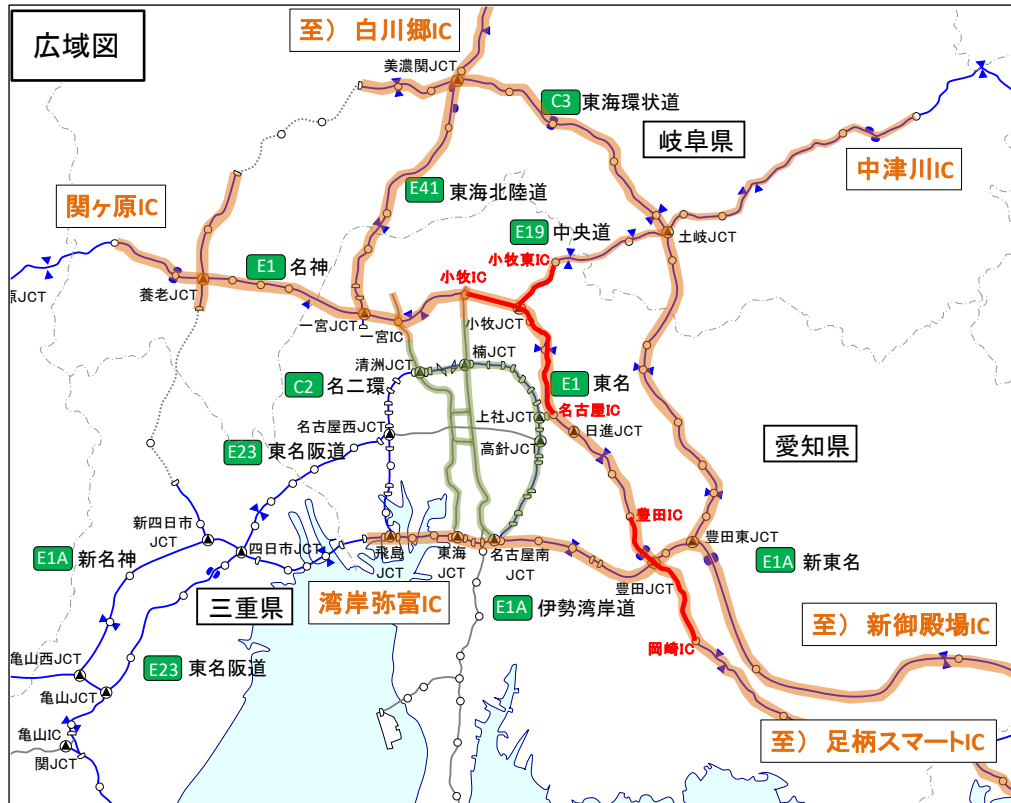 広域図
至） 白川郷IC
美濃関JCT
C3 東海環状道
岐阜県
中津川IC
関ヶ原IC
E41 東海北陸道
E19 中央道
土岐JCT
小牧東IC
小牧IC
E1 名神
養老JCT
原JCT
一宮JCT
一宮IC
小牧JCT
清洲JCT
楠JCT
C2 名二環
E1 東名
名古屋IC
上社JCT
日進JCT
名古屋西JCT
高針JCT
E23 東名阪道
愛知県
豊田IC
新四日市
JCT
四日市JCT
飛島
JCT
東海
JCT
名古屋南
JCT
豊田東JCT
豊田JCT
E1A 新名神
E1A 新東名
三重県
湾岸弥富IC
E1A 伊勢湾岸道
至） 新御殿場IC
岡崎IC
亀山西JCT
E23 東名阪道
亀山JCT
亀山IC
関JCT
至） 足柄スマートIC